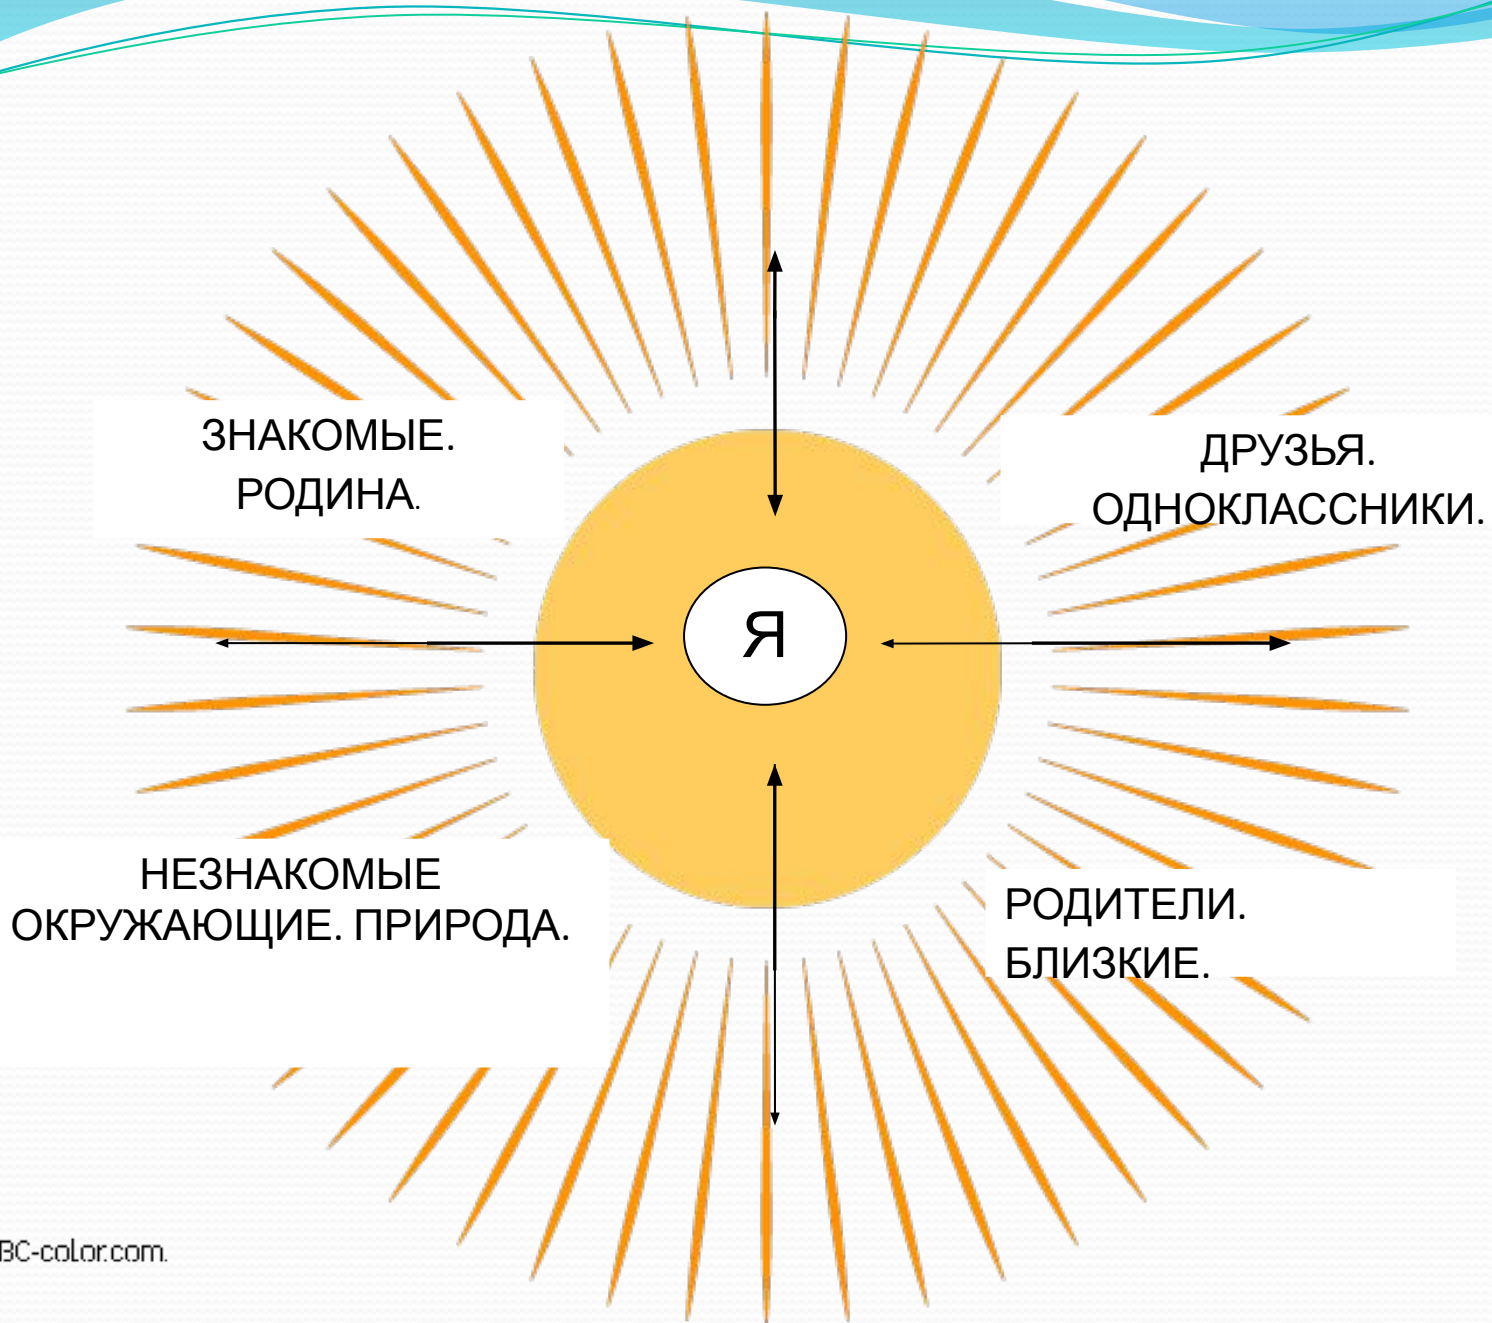 ЗНАКОМЫЕ.
РОДИНА.
ДРУЗЬЯ.
ОДНОКЛАССНИКИ.
Я
НЕЗНАКОМЫЕ
ОКРУЖАЮЩИЕ. ПРИРОДА.
РОДИТЕЛИ.
БЛИЗКИЕ.
BC-color.com.